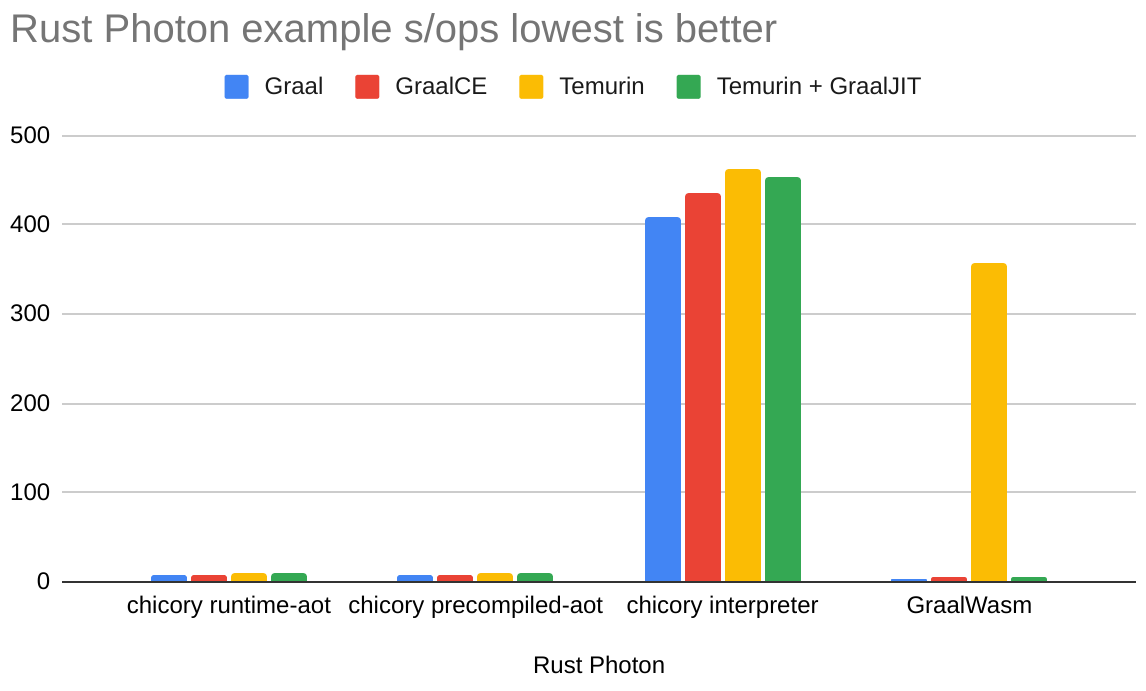 Rust Photon example s/ops lowest is better
Graal GraalCE Temurin Temurin + GraalJIT
500
400
300
200
100
0
chicory runtime-aot chicory precompiled-aot chicory interpreter GraalWasm
Rust Photon